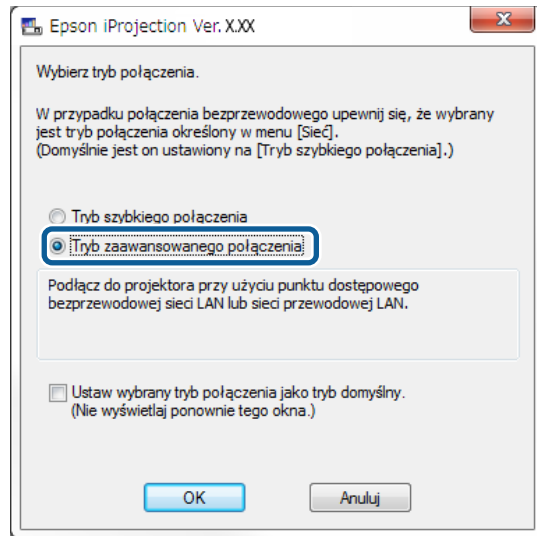 Epson iProjection Ver. X.XX
Wybierz tryb połączenia.
W przypadku połączenia bezprzewodowego upewnij się, że wybrany
jest tryb połączenia określony w menu [Sieć].
(Domyślnie jest on ustawiony na [Tryb szybkiego połączenia].)
Tryb szybkiego połączenia
Tryb zaawansowanego połączenia
Podłącz do projektora przy użyciu punktu dostępowego
bezprzewodowej sieci LAN lub sieci przewodowej LAN.
Ustaw wybrany tryb połączenia jako tryb domyślny.
(Nie wyświetlaj ponownie tego okna.)
OK Anuluj